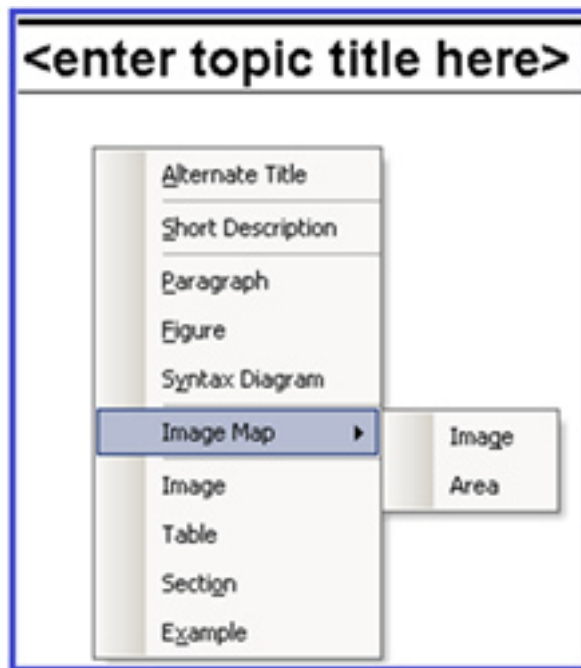 <enter topic title here>
Alternate Title
Short Description
Paragraph
Figure
Syntax Diagram
Image Map
Image
Area
Image
Table
Section
Example